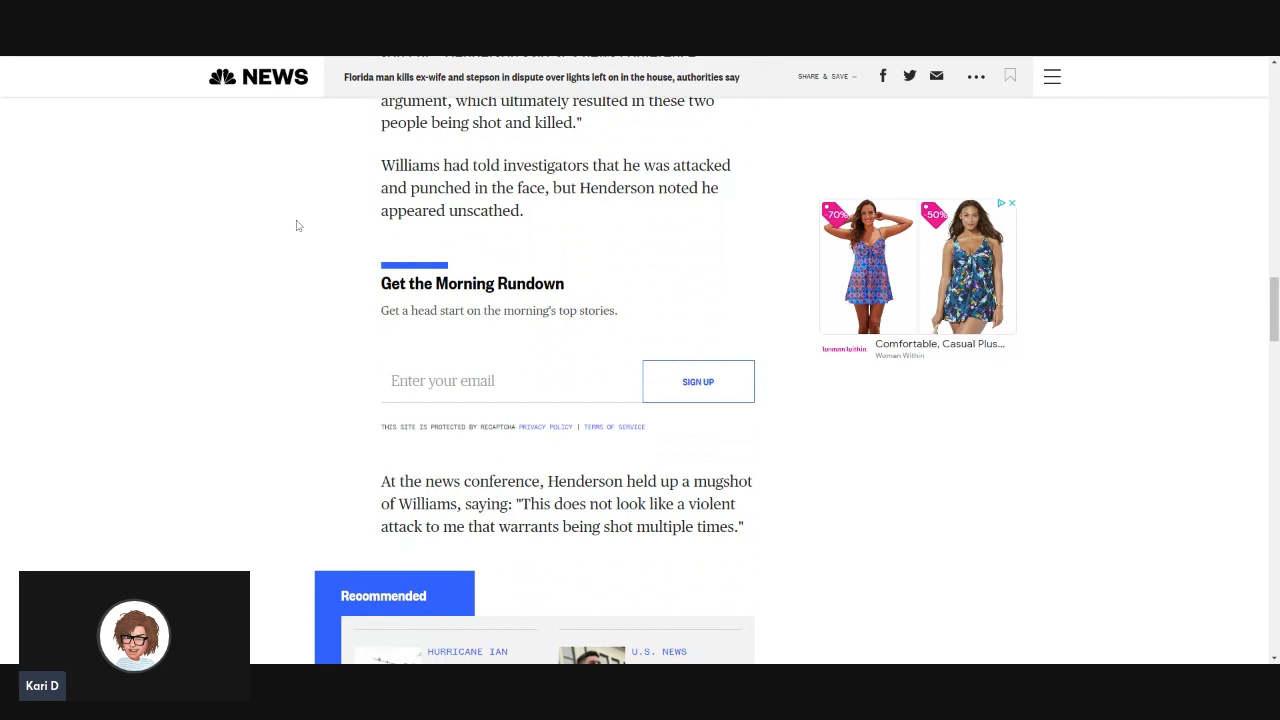 NEWS
Florida man kills ex-wife and stepson in dispute over lights left on in the house, authorities say
SHARE & SAVE —
argument, which ultimately resulted in these two
people being shot and killed."
Williams had told investigators that he was attacked
and punched in the face, but Henderson noted he
appeared unscathed.
-70%
-50%
Get the Morning Rundown
Get a head start on the morning's top stories.
woman within
Comfortable, Casual Plus...
Woman Within
Enter your email
SIGN UP
THIS SITE IS PROTECTED BY RECAPTCHA PRIVACY POLICY | TERMS OF SERVICE
At the news conference, Henderson held up a mugshot
of Williams, saying: "This does not look like a violent
attack to me that warrants being shot multiple times."
Recommended
HURRICANE IAN
U.S. NEWS
Kari D